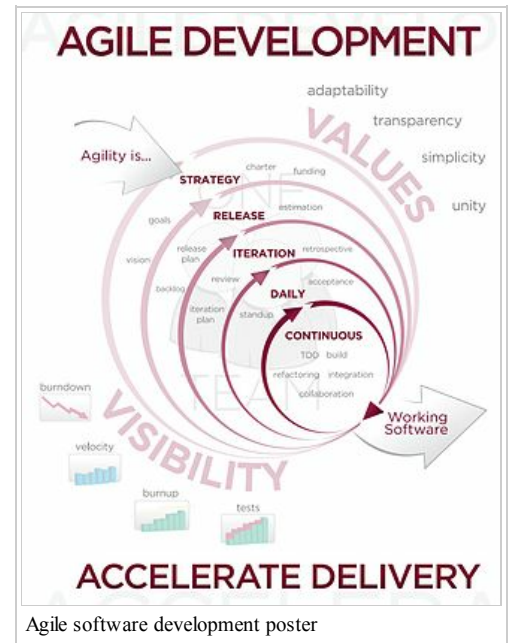 AGILE DEVELOPMENT
adaptability
transparency
simplicity
unity
VALUES
Agility is...
STRATEGY
charter
funding
goals
vision
RELEASE
estimation
release
plan
backlog
ITERATION
retrospective
review
iteration
plan
DAILY
acceptance
standup
CONTINUOUS
TDD build
refactoring integration
collaboration
ONE
TEAM
Working
Software
VISIBILITY
burndown
velocity
burnup
tests
ACCELERATE DELIVERY
Agile software development poster